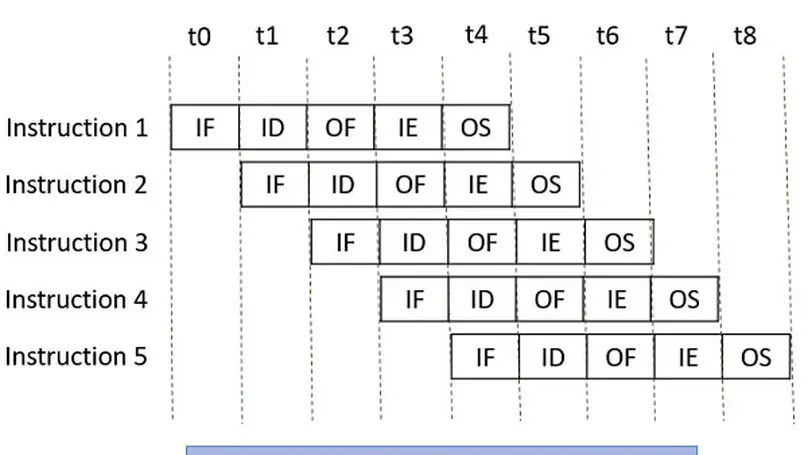 t0 t1 t2 t3 t4 t5 t6 t7 t8
Instruction 1 IF ID OF IE OS
Instruction 2 IF ID OF IE OS
Instruction 3 IF ID OF IE OS
Instruction 4 IF ID OF IE OS
Instruction 5 IF ID OF IE OS